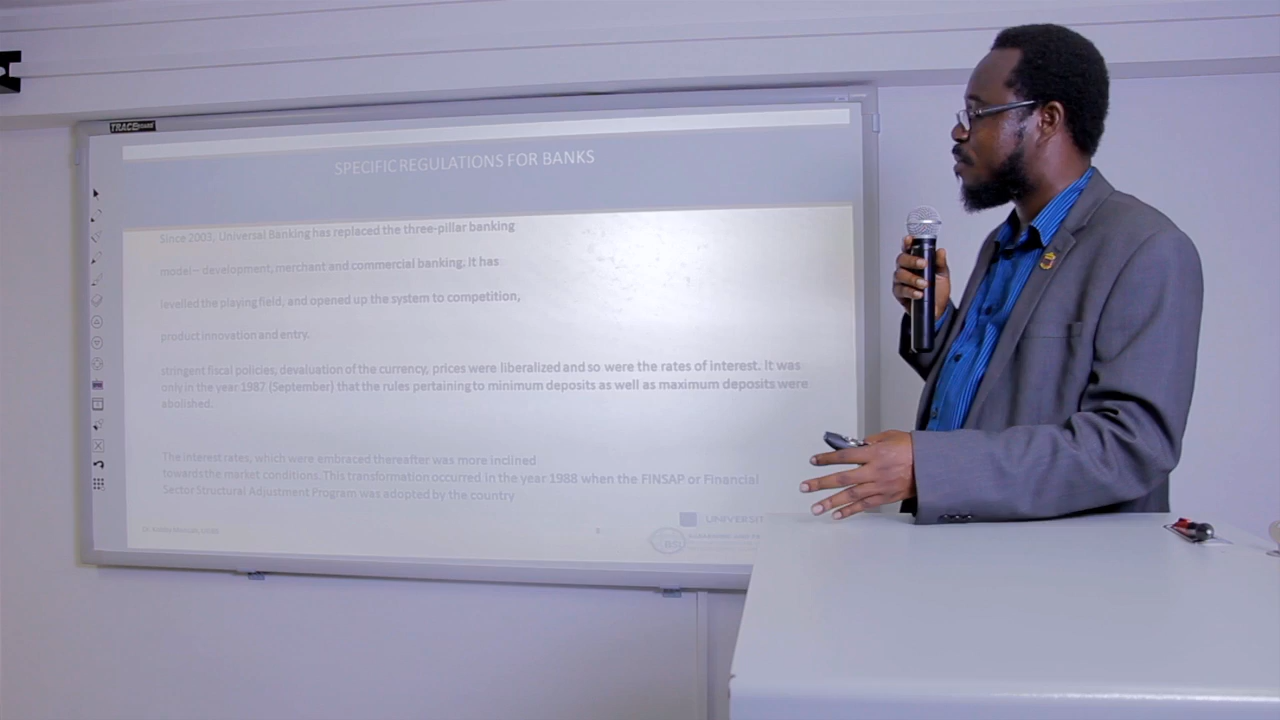 TRACEBoard
SPECIFIC REGULATIONS FOR BANKS
Since 2003, Universal Banking has replaced the three-pillar banking
model – development, merchant and commercial banking. It has
levelled the playing field, and opened up the system to competition,
product innovation and entry.
stringent fiscal policies, devaluation of the currency, prices were liberalized and so were the rates of interest. It was
only in the year 1987 (September) that the rules pertaining to minimum deposits as well as maximum deposits were
abolished.
The interest rates, which were embraced thereafter was more inclined
towards the market conditions. This transformation occurred in the year 1988 when the FINSAP or Financial
Sector Structural Adjustment Program was adopted by the country
UNIVERSIT